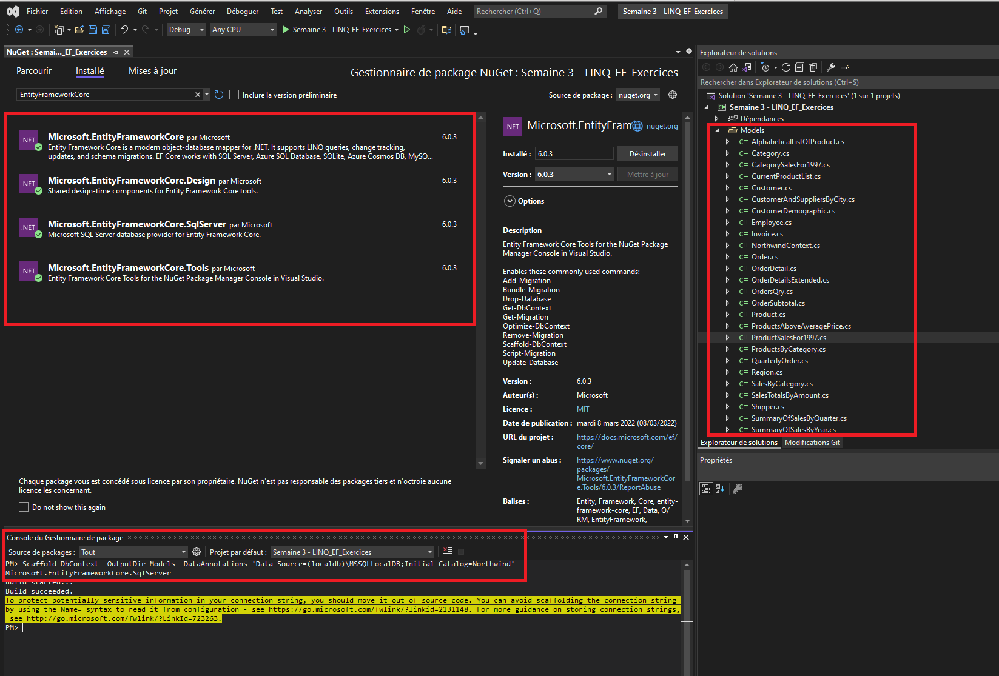 Fichier Edition Affichage Git Projet Générer Déboguer Test Analyser Outils Extensions Fenêtre Aide Rechercher (Ctrl+Q) Semaine 3 - LINQ_EF_Exercices
Debug Any CPU Semaine 3 - LINQ_EF_Exercices
NuGet : Semai..._EF_Exercices
Parcourir Installé Mises à jour
Gestionnaire de package NuGet : Semaine 3 - LINQ_EF_Exercices
EntityFrameworkCore
Inclure la version préliminaire
Source de package : nuget.org
.NET
Microsoft.EntityFrameworkCore par Microsoft
6.0.3
Entity Framework Core is a modern object-database mapper for .NET. It supports LINQ queries, change tracking,
updates, and schema migrations. EF Core works with SQL Server, Azure SQL Database, SQLite, Azure Cosmos DB, MySQ...
.NET
Microsoft.EntityFrameworkCore.Design par Microsoft
6.0.3
Shared design-time components for Entity Framework Core tools.
.NET
Microsoft.EntityFrameworkCore.SqlServer par Microsoft
6.0.3
Microsoft SQL Server database provider for Entity Framework Core.
.NET
Microsoft.EntityFrameworkCore.Tools par Microsoft
6.0.3
Entity Framework Core Tools for the NuGet Package Manager Console in Visual Studio.
Chaque package vous est concédé sous licence par son propriétaire. NuGet n'est pas responsable des packages tiers et n'octroie aucune
licence les concernant.
Do not show this again
.NET
Microsoft.EntityFram
nuget.org
Installé : 6.0.3 Désinstaller
Version : 6.0.3 Mettre à jour
Options
Description
Entity Framework Core Tools for the NuGet Package
Manager Console in Visual Studio.
Enables these commonly used commands:
Add-Migration
Bundle-Migration
Drop-Database
Get-DbContext
Get-Migration
Optimize-DbContext
Remove-Migration
Scaffold-DbContext
Script-Migration
Update-Database
Version : 6.0.3
Auteur(s) : Microsoft
Licence : MIT
Date de publication : mardi 8 mars 2022 (08/03/2022)
URL du projet : https://docs.microsoft.com/ef/
core/
Signaler un abus : https://www.nuget.org/
packages/
Microsoft.EntityFrameworkCor
e.Tools/6.0.3/ReportAbuse
Balises : Entity, Framework, Core, entity-
framework-core, EF, Data, O/
RM, EntityFramework,
Explorateur de solutions
Rechercher dans Explorateur de solutions (Ctrl+$)
Solution 'Semaine 3 - LINQ_EF_Exercices' (1 sur 1 projets)
C# Semaine 3 - LINQ_EF_Exercices
Dépendances
Models
C# AlphabeticalListOfProduct.cs
C# Category.cs
C# CategorySalesFor1997.cs
C# CurrentProductList.cs
C# Customer.cs
C# CustomerAndSuppliersByCity.cs
C# CustomerDemographic.cs
C# Employee.cs
C# Invoice.cs
C# NorthwindContext.cs
C# Order.cs
C# OrderDetail.cs
C# OrderDetailsExtended.cs
C# OrdersQry.cs
C# OrderSubtotal.cs
C# Product.cs
C# ProductsAboveAveragePrice.cs
C# ProductSalesFor1997.cs
C# ProductsByCategory.cs
C# QuarterlyOrder.cs
C# Region.cs
C# SalesByCategory.cs
C# SalesTotalsByAmount.cs
C# Shipper.cs
C# SummaryOfSalesByQuarter.cs
C# SummaryOfSalesByYear.cs
Explorateur de solutions Modifications Git
Propriétés
Console du Gestionnaire de package
Source de packages : Tout Projet par défaut : Semaine 3 - LINQ_EF_Exercices
PM> Scaffold-DbContext -OutputDir Models -DataAnnotations 'Data Source=(localdb)\MSSQLLocalDB;Initial Catalog=Northwind'
Microsoft.EntityFrameworkCore.SqlServer
Build started...
Build succeeded.
To protect potentially sensitive information in your connection string, you should move it out of source code. You can avoid scaffolding the connection string
by using the Name= syntax to read it from configuration - see https://go.microsoft.com/fwlink/?linkid=2131148. For more guidance on storing connection strings,
see http://go.microsoft.com/fwlink/?LinkId=723263.
PM>